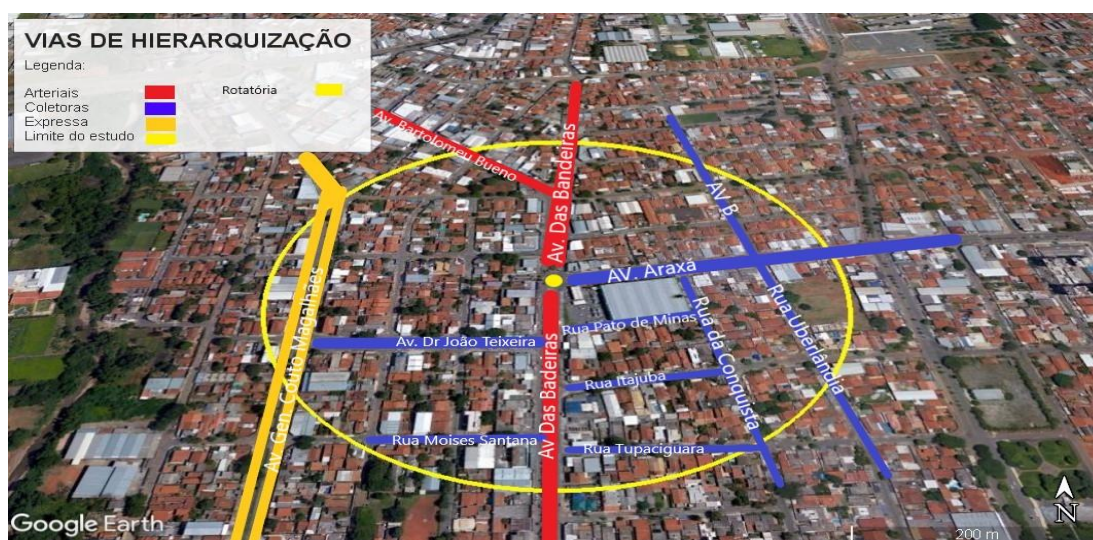 VIAS DE HIERARQUIZAÇÃO
Legenda:
Arteriais
Rotatória
Coletoras
Expressa
Limite do estudo
Av. Bartolomeu Bueno
Av. Das Bandeiras
AV B
AV. Araxá
Av Gen. Couto Magalhães
Rua Pato de Minas
Rua da Conquista
Rua Uberlândia
Av. Dr João Teixeira
Av Das Badeiras
Rua Itajuba
Rua Moises Santana
Rua Tupaciguara
N
Google Earth
200 m